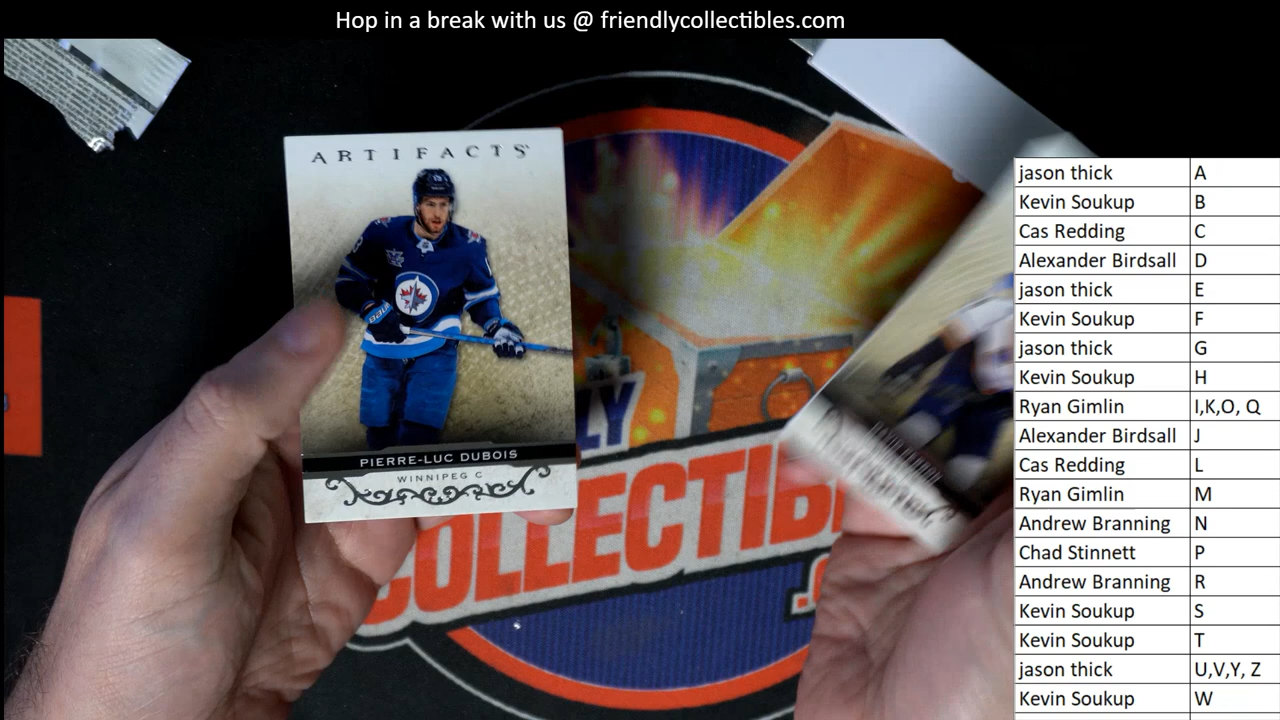 Hop in a break with us @ friendlycollectibles.com
ARTIFACTS
PIERRE-LUC DUBOIS
WINNIPEG C
LY
COLLECTIB
jason thick A
Kevin Soukup B
Cas Redding C
Alexander Birdsall D
jason thick E
Kevin Soukup F
jason thick G
Kevin Soukup H
Ryan Gimlin I,K,O, Q
Alexander Birdsall J
Cas Redding L
Ryan Gimlin M
Andrew Branning N
Chad Stinnett P
Andrew Branning R
Kevin Soukup S
Kevin Soukup T
jason thick U,V,Y, Z
Kevin Soukup W